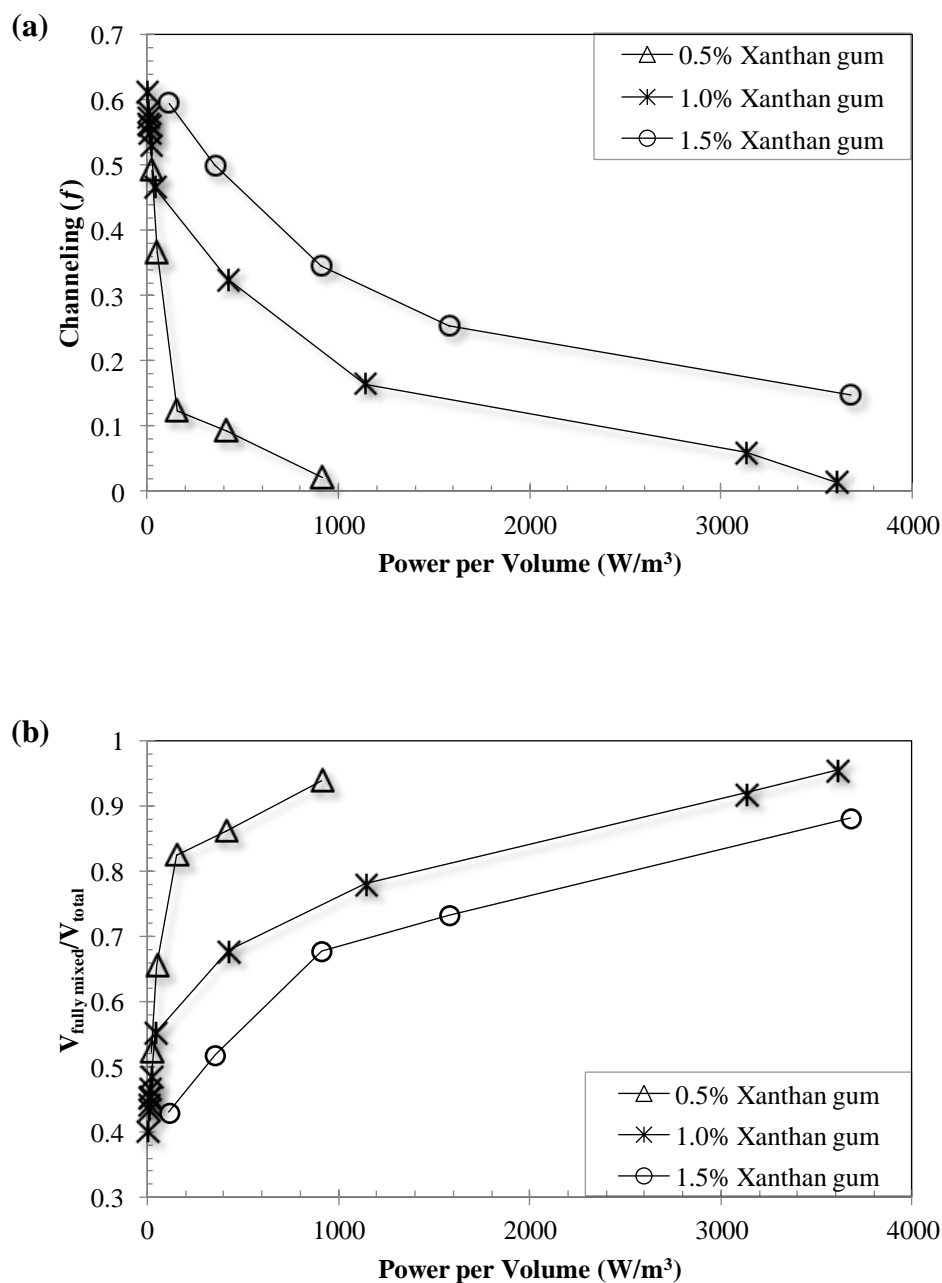 (a)
0.7
0.6
0.5
0.4
0.3
0.2
0.1
0
Channeling (f)
0.5% Xanthan gum
1.0% Xanthan gum
1.5% Xanthan gum
0 1000 2000 3000 4000
Power per Volume (W/m³)
(b)
1
0.9
0.8
0.7
0.6
0.5
0.4
0.3
V_fully mixed/V_total
0.5% Xanthan gum
1.0% Xanthan gum
1.5% Xanthan gum
0 1000 2000 3000 4000
Power per Volume (W/m³)